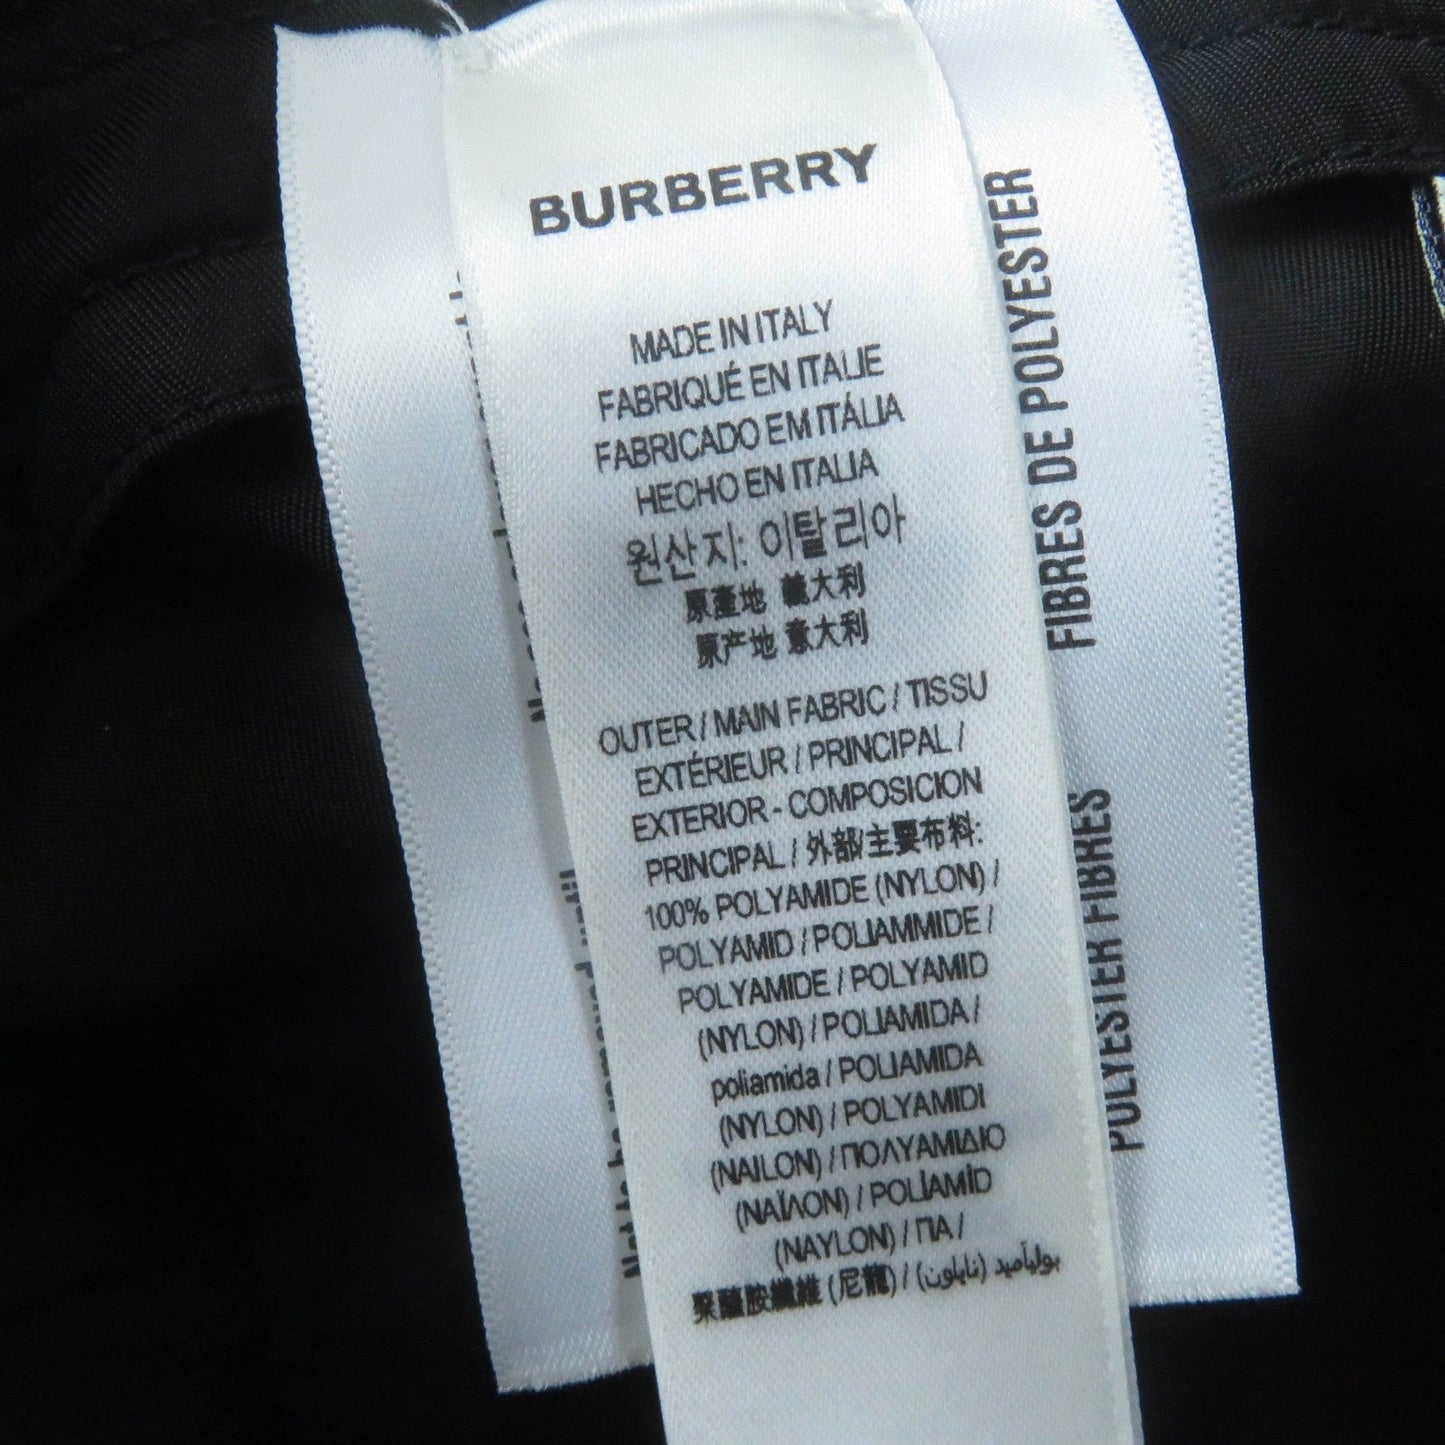 BURBERRY
MADE IN ITALY
FABRIQUÉ EN ITALIE
FABRICADO EM ITÁLIA
HECHO EN ITALIA
원산지: 이탈리아
原產地 義大利
原产地 意大利
OUTER / MAIN FABRIC / TISSU
EXTÉRIEUR / PRINCIPAL /
EXTERIOR - COMPOSICION
PRINCIPAL / 外部/主要布料:
100% POLYAMIDE (NYLON) /
POLYAMID / POLIAMMIDE /
POLYAMIDE / POLYAMID
(NYLON) / POLIAMIDA /
poliamida / POLIAMIDA
(NYLON) / POLYAMIDI
(NAILON) / ΠΟΛΥΑΜΙΔΙΟ
(ΝΑΪΛΟΝ) / POLİAMİD
(NAYLON) / ПА /
聚醯胺纖維 (尼龍) / بولياميد (نايلون)
FIBRES DE POLYESTER
POLYESTER FIBRES